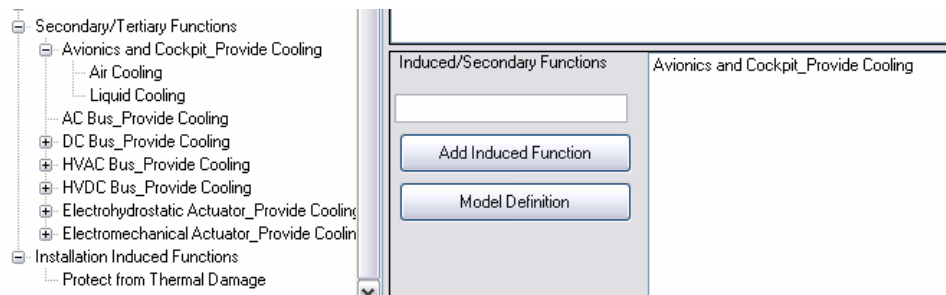 Secondary/Tertiary Functions
Avionics and Cockpit_Provide Cooling
Air Cooling
Liquid Cooling
AC Bus_Provide Cooling
DC Bus_Provide Cooling
HVAC Bus_Provide Cooling
HVDC Bus_Provide Cooling
Electrohydrostatic Actuator_Provide Cooling
Electromechanical Actuator_Provide Coolin
Installation Induced Functions
Protect from Thermal Damage
Induced/Secondary Functions
Add Induced Function
Model Definition
Avionics and Cockpit_Provide Cooling